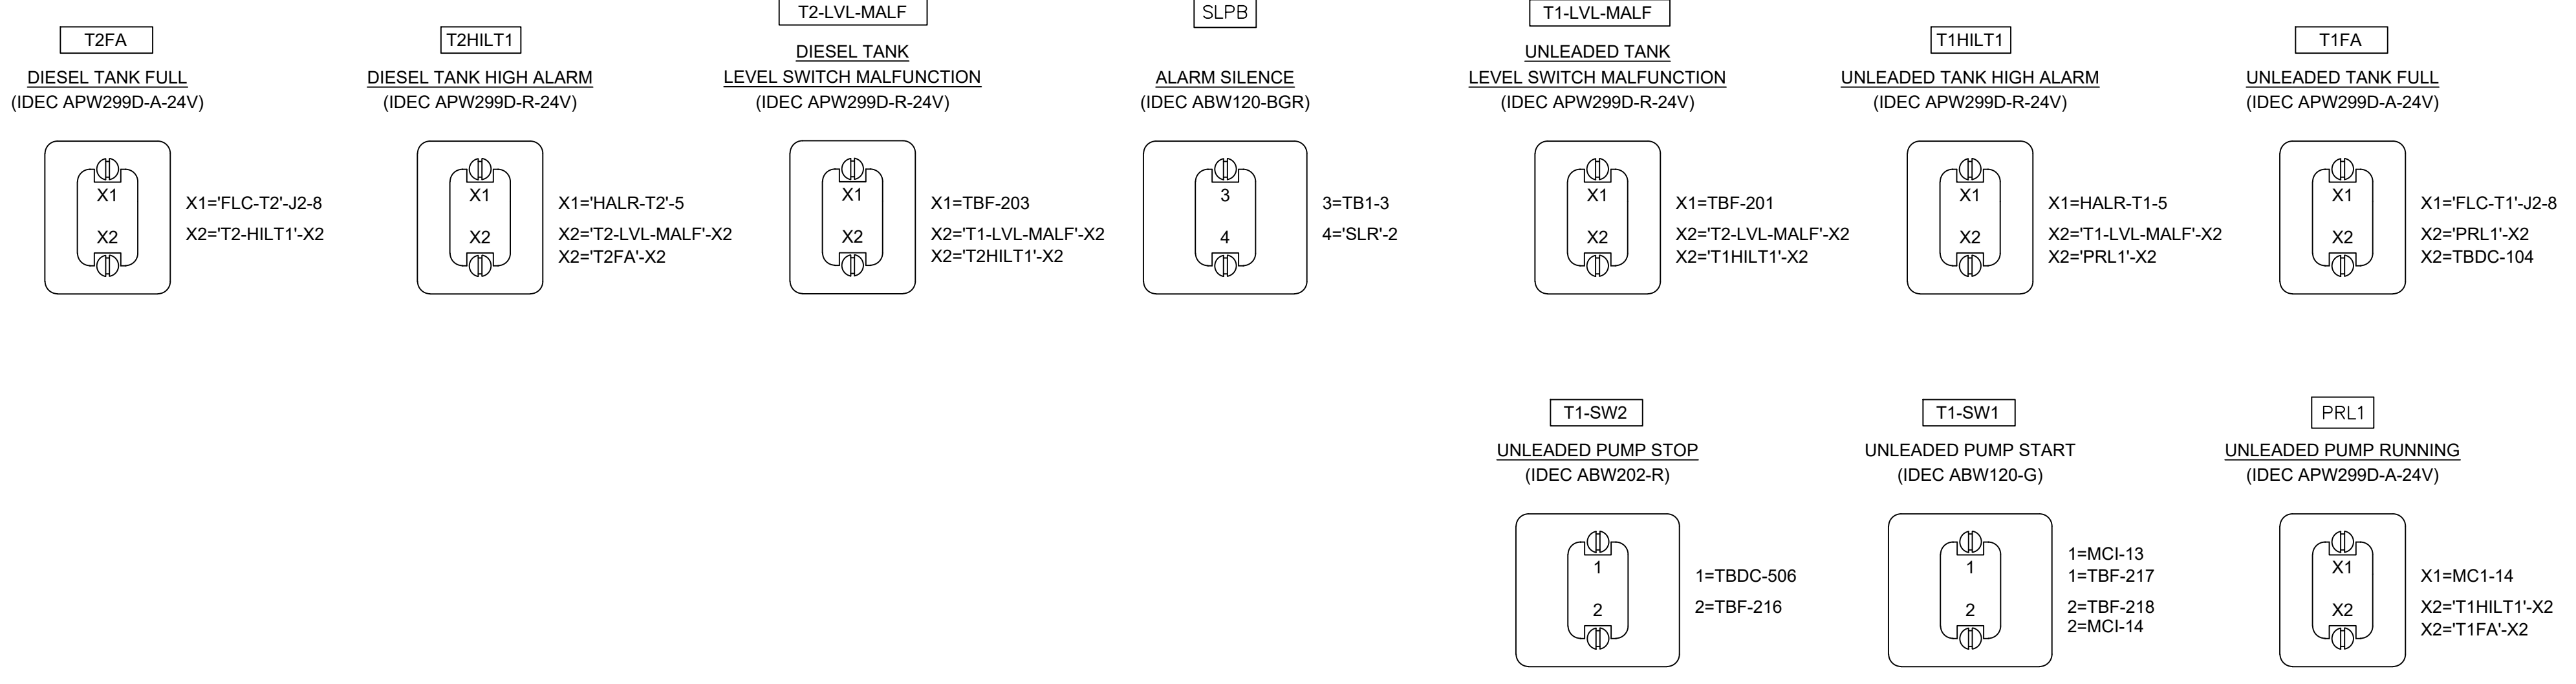 T2FA
DIESEL TANK FULL
(IDEC APW299D-A-24V)
X1
X2
X1='FLC-T2'-J2-8
X2='T2-HILT1'-X2
T2HILT1
DIESEL TANK HIGH ALARM
(IDEC APW299D-R-24V)
X1
X2
X1='HALR-T2'-5
X2='T2-LVL-MALF'-X2
X2='T2FA'-X2
T2-LVL-MALF
DIESEL TANK
LEVEL SWITCH MALFUNCTION
(IDEC APW299D-R-24V)
X1
X2
X1=TBF-203
X2='T1-LVL-MALF'-X2
X2='T2HILT1'-X2
SLPB
ALARM SILENCE
(IDEC ABW120-BGR)
3
4
3=TB1-3
4='SLR'-2
T1-LVL-MALF
UNLEADED TANK
LEVEL SWITCH MALFUNCTION
(IDEC APW299D-R-24V)
X1
X2
X1=TBF-201
X2='T2-LVL-MALF'-X2
X2='T1HILT1'-X2
T1HILT1
UNLEADED TANK HIGH ALARM
(IDEC APW299D-R-24V)
X1
X2
X1=HALR-T1-5
X2='T1-LVL-MALF'-X2
X2='PRL1'-X2
T1FA
UNLEADED TANK FULL
(IDEC APW299D-A-24V)
X1
X2
X1='FLC-T1'-J2-8
X2='PRL1'-X2
X2=TBDC-104
T1-SW2
UNLEADED PUMP STOP
(IDEC ABW202-R)
1
2
1=TBDC-506
2=TBF-216
T1-SW1
UNLEADED PUMP START
(IDEC ABW120-G)
1
2
1=MCI-13
1=TBF-217
2=TBF-218
2=MCI-14
PRL1
UNLEADED PUMP RUNNING
(IDEC APW299D-A-24V)
X1
X2
X1=MC1-14
X2='T1HILT1'-X2
X2='T1FA'-X2